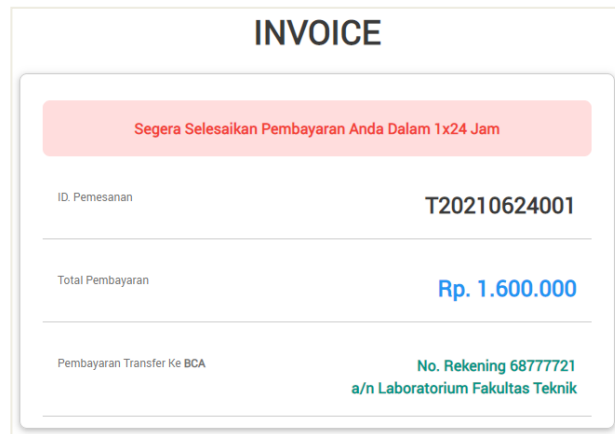 INVOICE
Segera Selesaikan Pembayaran Anda Dalam 1x24 Jam
ID. Pemesanan
T20210624001
Total Pembayaran
Rp. 1.600.000
Pembayaran Transfer Ke BCA
No. Rekening 68777721
a/n Laboratorium Fakultas Teknik